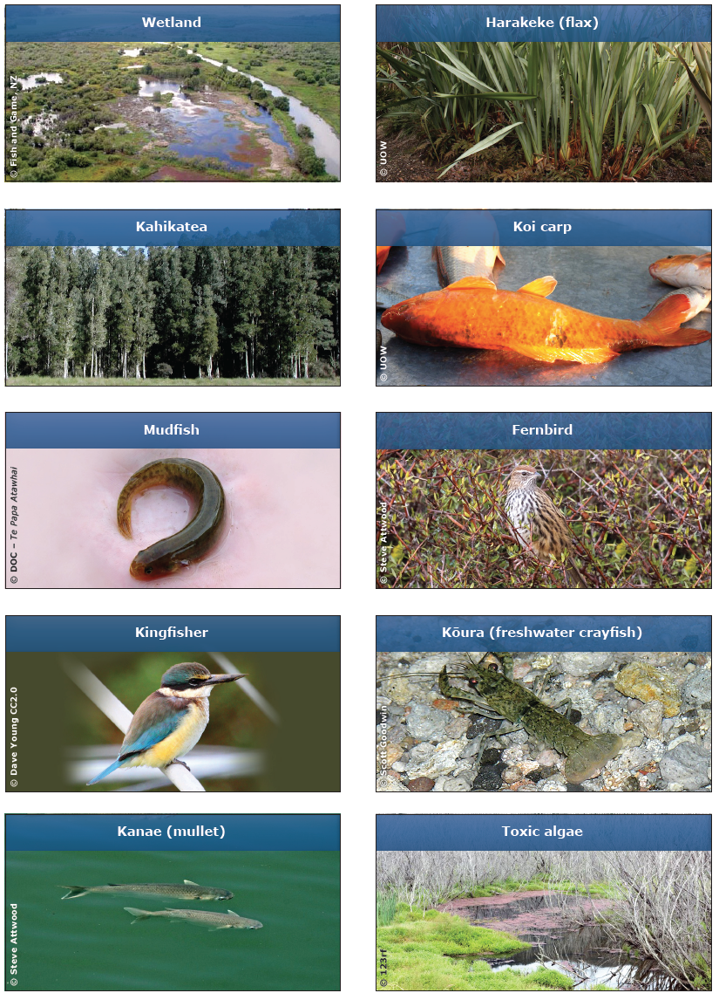 Wetland
© Fish and Game, NZ
Harakeke (flax)
© UOW
Kahikatea
Koi carp
© UOW
Mudfish
© DOC – Te Papa Atawhai
Fernbird
© Steve Attwood
Kingfisher
© Dave Young CC2.0
Kōura (freshwater crayfish)
© Scott Goodwin
Kanae (mullet)
© Steve Attwood
Toxic algae
© 123rf